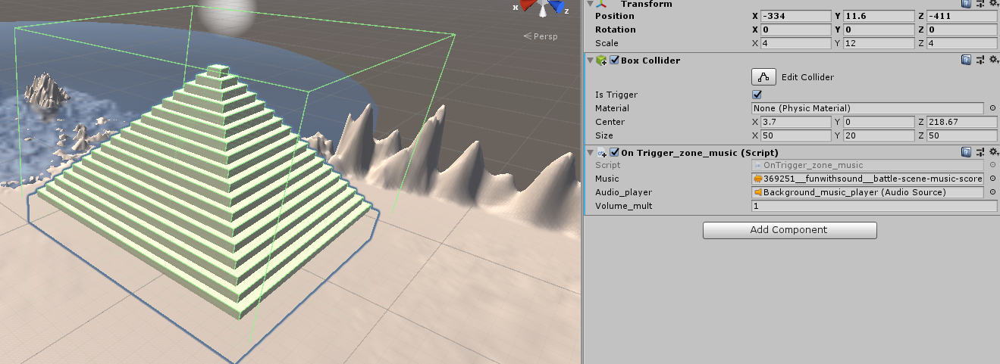 x
z
Persp
Transform
Position X -334 Y 11.6 Z -411
Rotation X 0 Y 0 Z 0
Scale X 4 Y 12 Z 4
Box Collider
Edit Collider
Is Trigger
Material None (Physic Material)
Center X 3.7 Y 0 Z 218.67
Size X 50 Y 20 Z 50
On Trigger_zone_music (Script)
Script OnTrigger_zone_music
Music 369251__funwithsound__battle-scene-music-score
Audio_player Background_music_player (Audio Source)
Volume_mult 1
Add Component